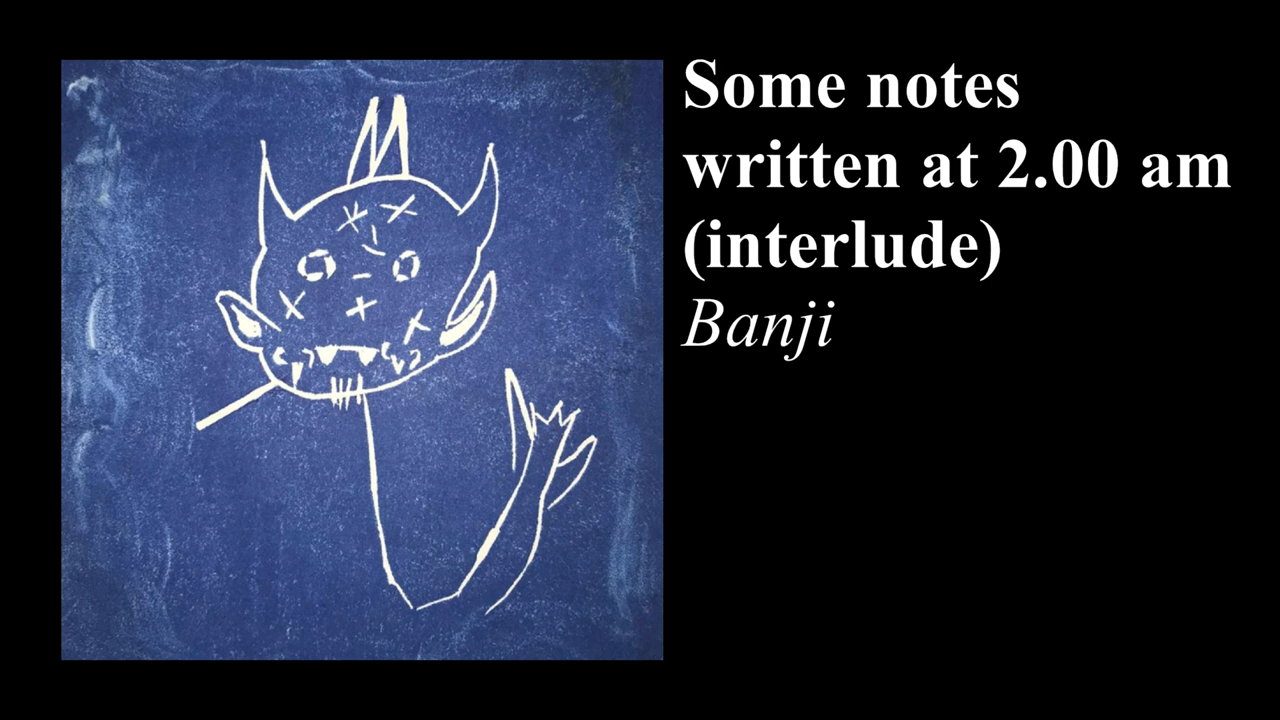 Some notes
written at 2.00 am
(interlude)
Banji